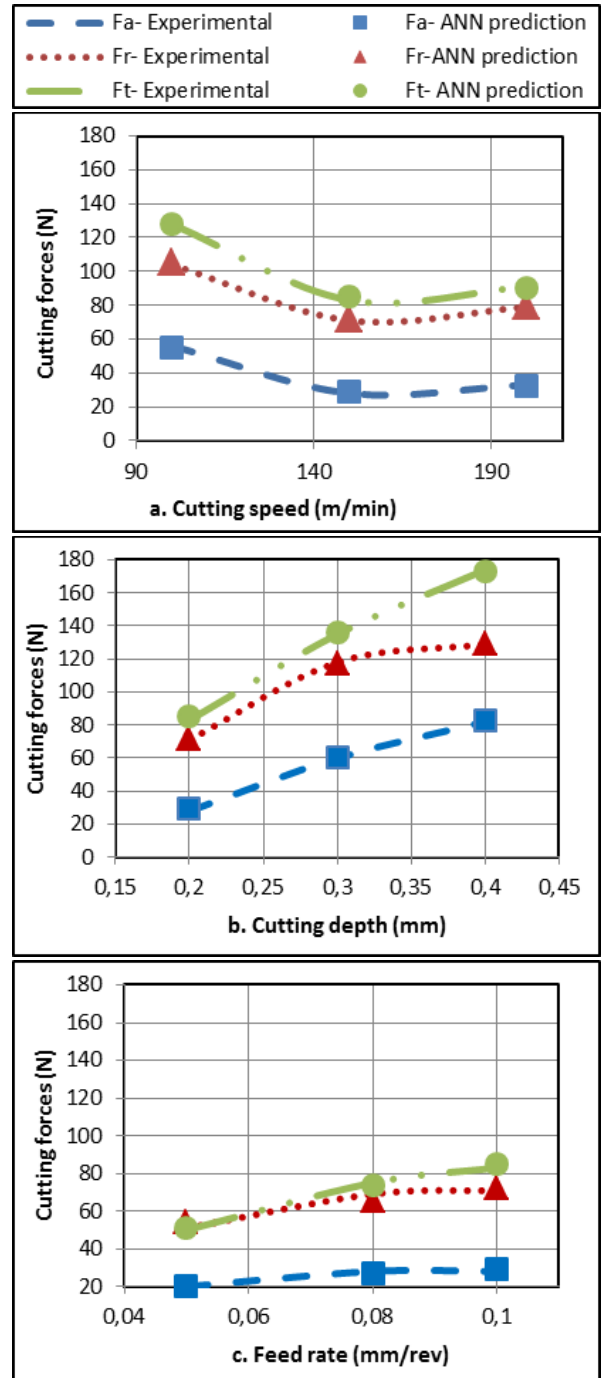 Fa- Experimental Fa- ANN prediction
Fr- Experimental Fr-ANN prediction
Ft- Experimental Ft- ANN prediction
180
160
140
120
100
80
60
40
20
0
Cutting forces (N)
90 140 190
a. Cutting speed (m/min)
180
160
140
120
100
80
60
40
20
0
Cutting forces (N)
0,15 0,2 0,25 0,3 0,35 0,4 0,45
b. Cutting depth (mm)
180
160
140
120
100
80
60
40
20
Cutting forces (N)
0,04 0,06 0,08 0,1
c. Feed rate (mm/rev)